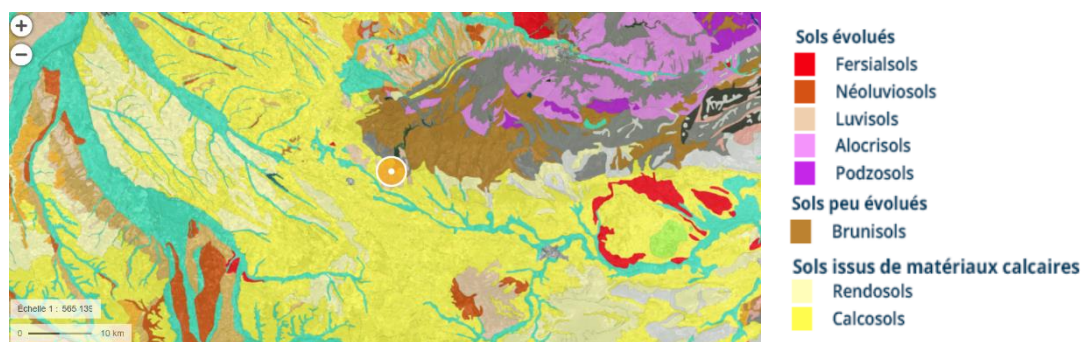 +
−
Échelle 1 : 565 139
0 10 km
Sols évolués
Fersialsols
Néoluviosols
Luvisols
Alocrisols
Podzosols
Sols peu évolués
Brunisols
Sols issus de matériaux calcaires
Rendosols
Calcosols